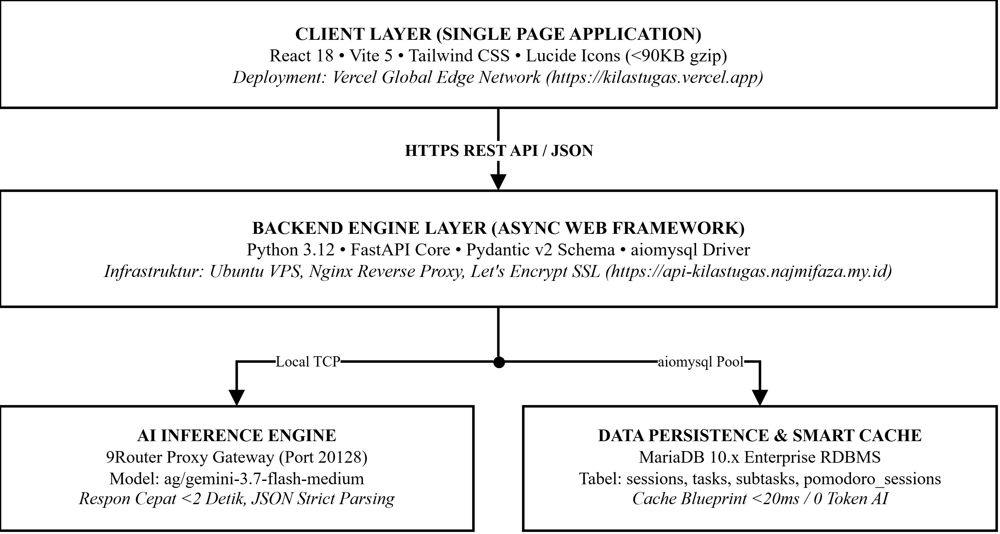 CLIENT LAYER (SINGLE PAGE APPLICATION)
React 18 • Vite 5 • Tailwind CSS • Lucide Icons (<90KB gzip)
Deployment: Vercel Global Edge Network (https://kilastugas.vercel.app)
HTTPS REST API / JSON
BACKEND ENGINE LAYER (ASYNC WEB FRAMEWORK)
Python 3.12 • FastAPI Core • Pydantic v2 Schema • aiomysql Driver
Infrastruktur: Ubuntu VPS, Nginx Reverse Proxy, Let's Encrypt SSL (https://api-kilastugas.najmifaza.my.id)
Local TCP
aiomysql Pool
AI INFERENCE ENGINE
9Router Proxy Gateway (Port 20128)
Model: ag/gemini-3.7-flash-medium
Respon Cepat <2 Detik, JSON Strict Parsing
DATA PERSISTENCE & SMART CACHE
MariaDB 10.x Enterprise RDBMS
Tabel: sessions, tasks, subtasks, pomodoro_sessions
Cache Blueprint <20ms / 0 Token AI